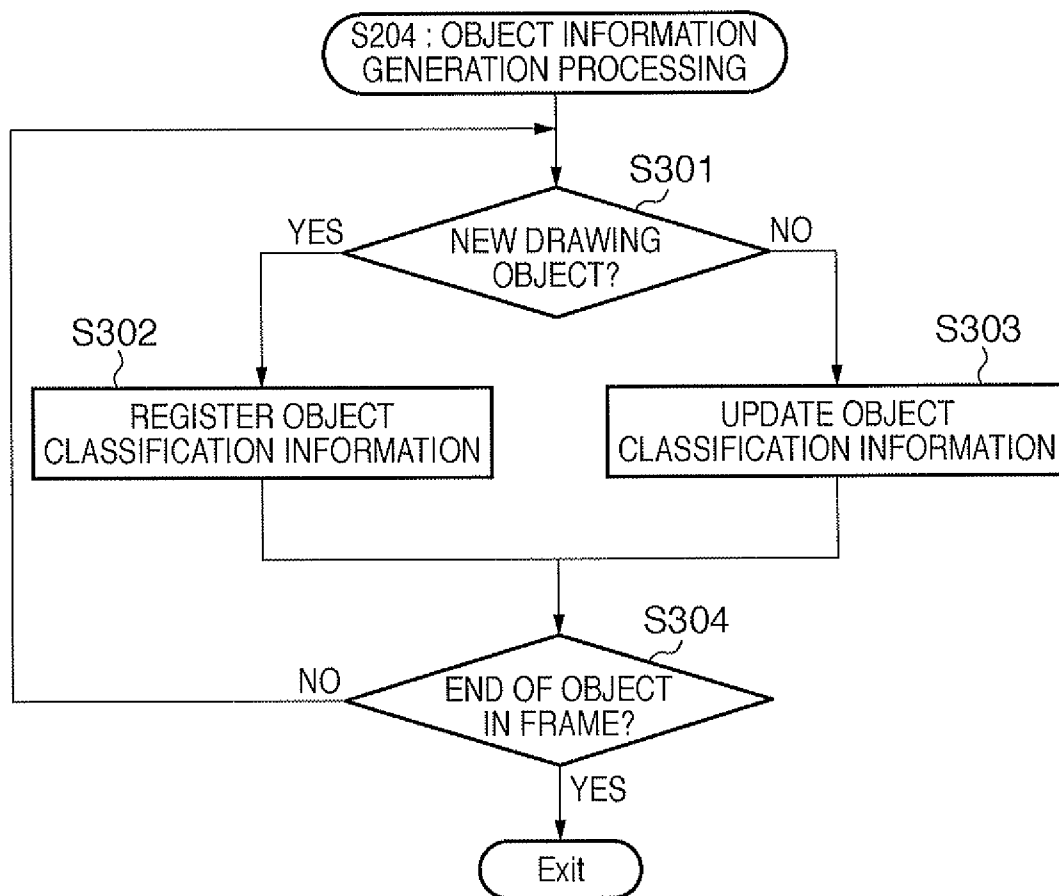 S204 : OBJECT INFORMATION
GENERATION PROCESSING
S301
YES
NEW DRAWING
OBJECT?
NO
S302
REGISTER OBJECT
CLASSIFICATION INFORMATION
S303
UPDATE OBJECT
CLASSIFICATION INFORMATION
S304
NO
END OF OBJECT
IN FRAME?
YES
Exit